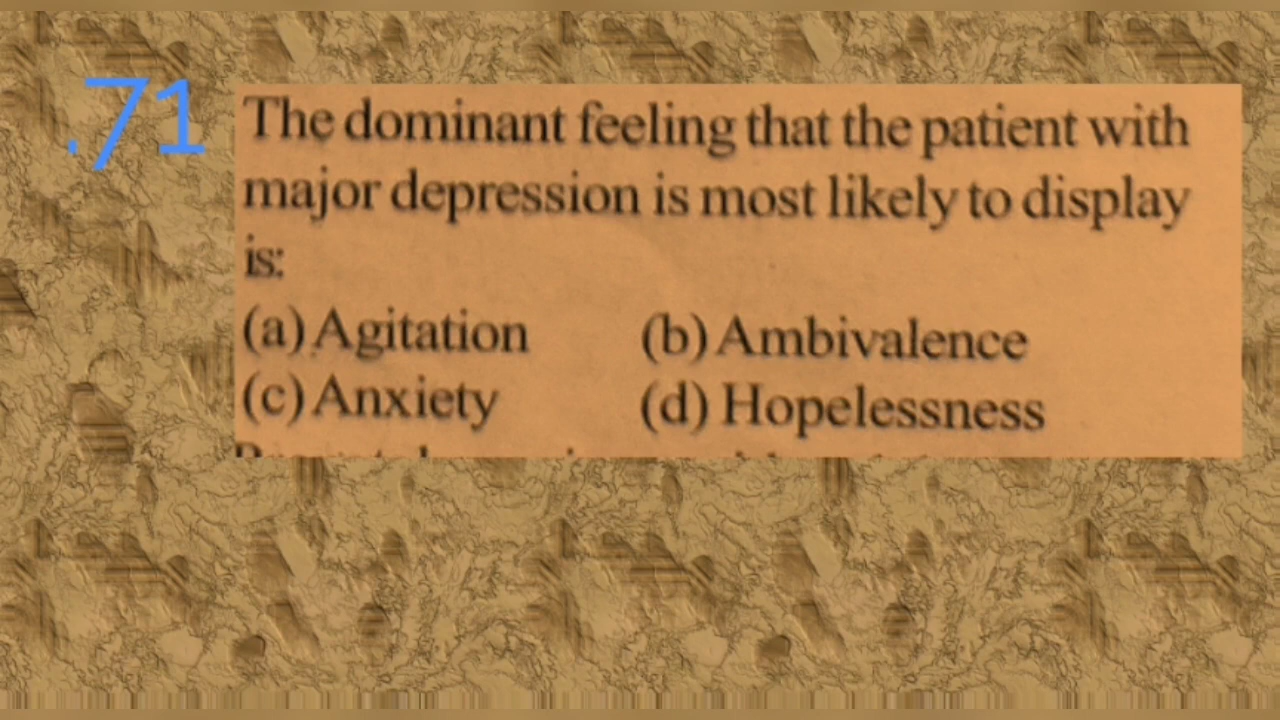 .71
The dominant feeling that the patient with
major depression is most likely to display
is:
(a) Agitation (b) Ambivalence
(c) Anxiety (d) Hopelessness